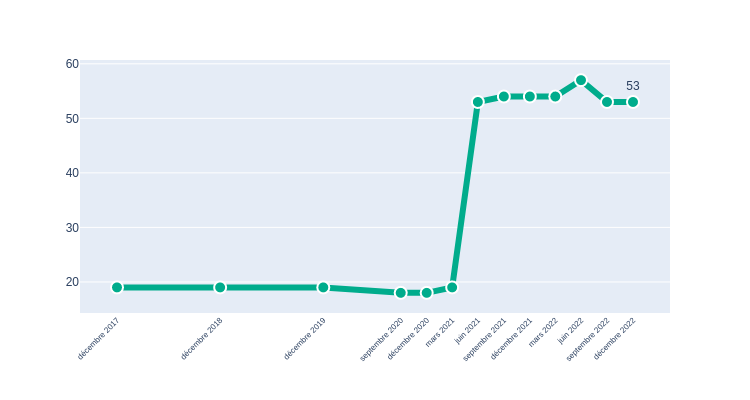 60
53
50
40
30
20
décembre 2017
décembre 2018
décembre 2019
septembre 2020
décembre 2020
mars 2021
juin 2021
septembre 2021
décembre 2021
mars 2022
juin 2022
septembre 2022
décembre 2022